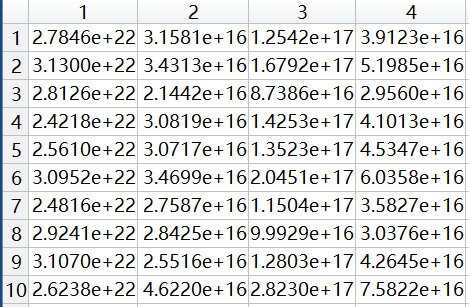 1 2 3 4
1 2.7846e+22 3.1581e+16 1.2542e+17 3.9123e+16
2 3.1300e+22 3.4313e+16 1.6792e+17 5.1985e+16
3 2.8126e+22 2.1442e+16 8.7386e+16 2.9560e+16
4 2.4218e+22 3.0819e+16 1.4253e+17 4.1013e+16
5 2.5610e+22 3.0717e+16 1.3523e+17 4.5347e+16
6 3.0952e+22 3.4699e+16 2.0451e+17 6.0358e+16
7 2.4816e+22 2.7587e+16 1.1504e+17 3.5827e+16
8 2.9241e+22 2.8425e+16 9.9929e+16 3.0376e+16
9 3.1070e+22 2.5516e+16 1.2803e+17 4.2645e+16
10 2.6238e+22 4.6220e+16 2.8230e+17 7.5822e+16